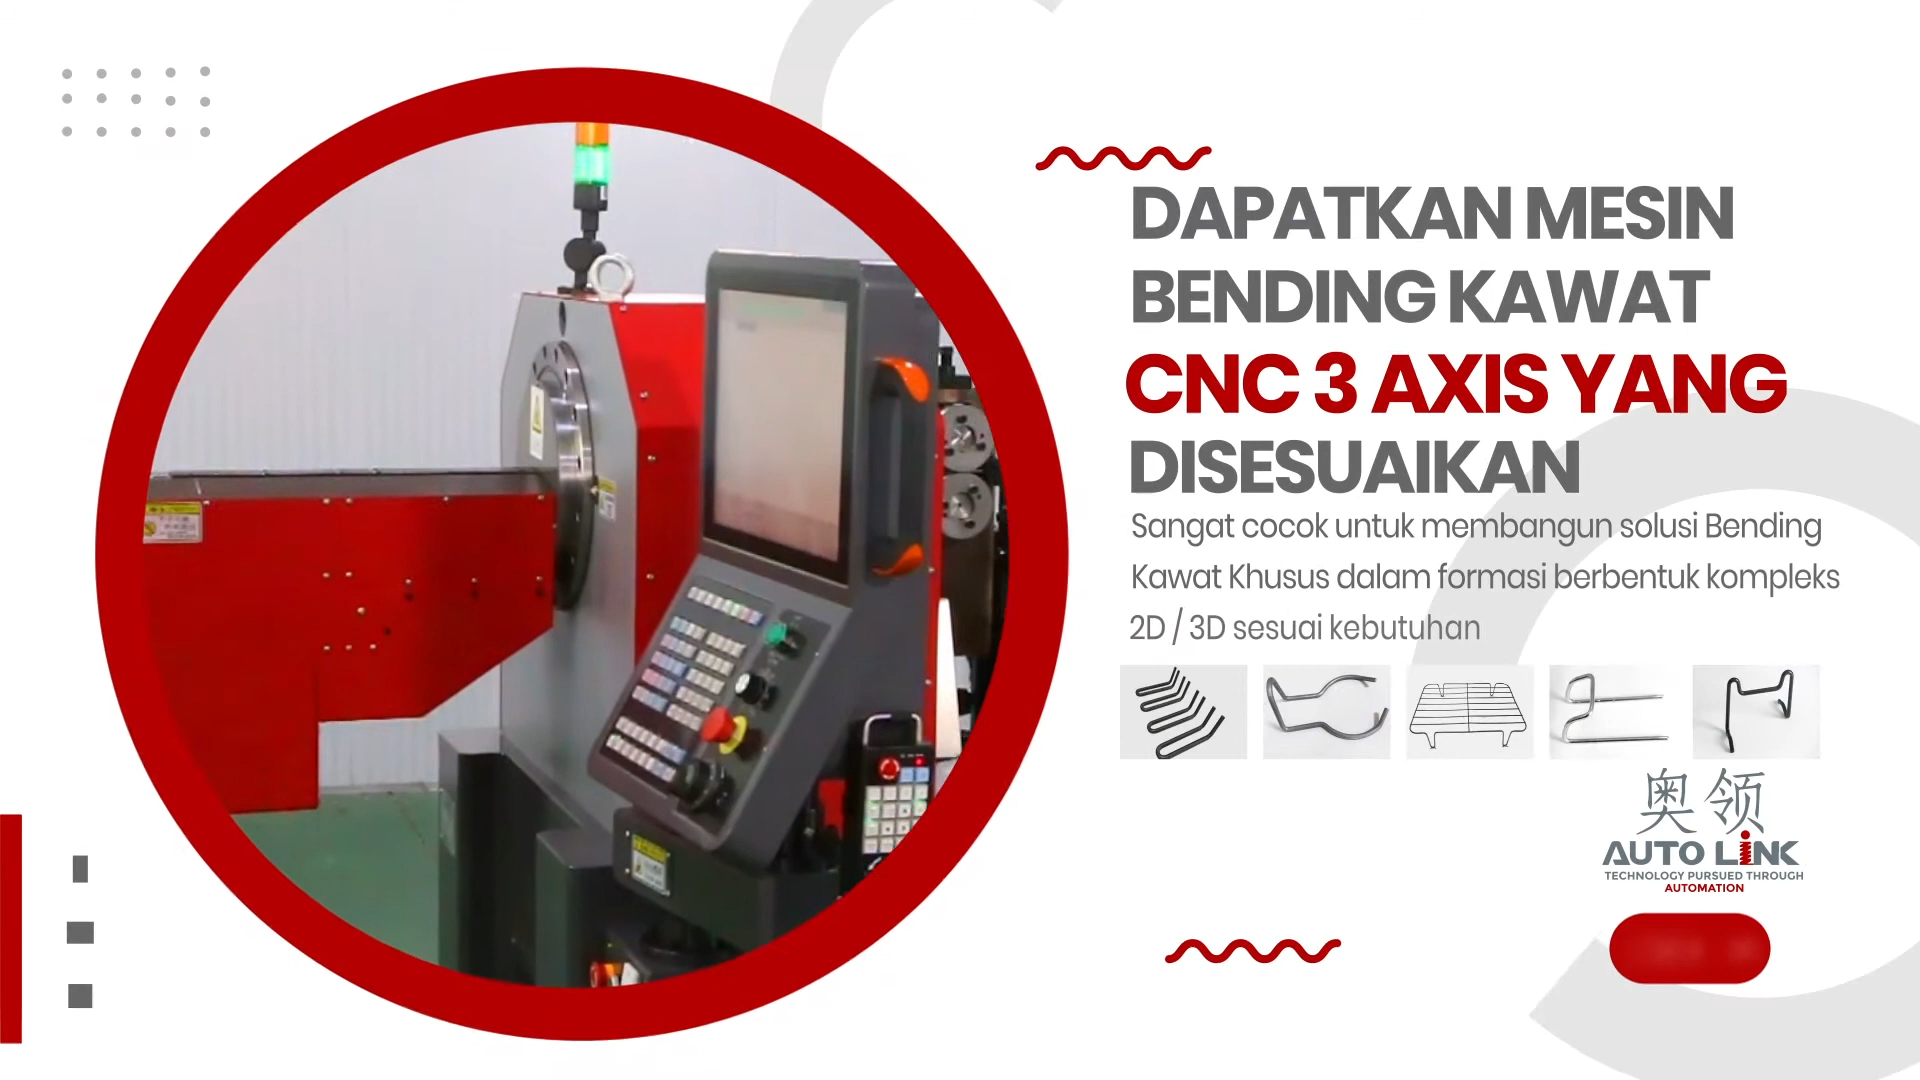 DAPATKAN MESIN
BENDING KAWAT
CNC 3 AXIS YANG
DISESUAIKAN
Sangat cocok untuk membangun solusi Bending
Kawat Khusus dalam formasi berbentuk kompleks
2D / 3D sesuai kebutuhan
奥领
AUTO LiNK
TECHNOLOGY PURSUED THROUGH
AUTOMATION